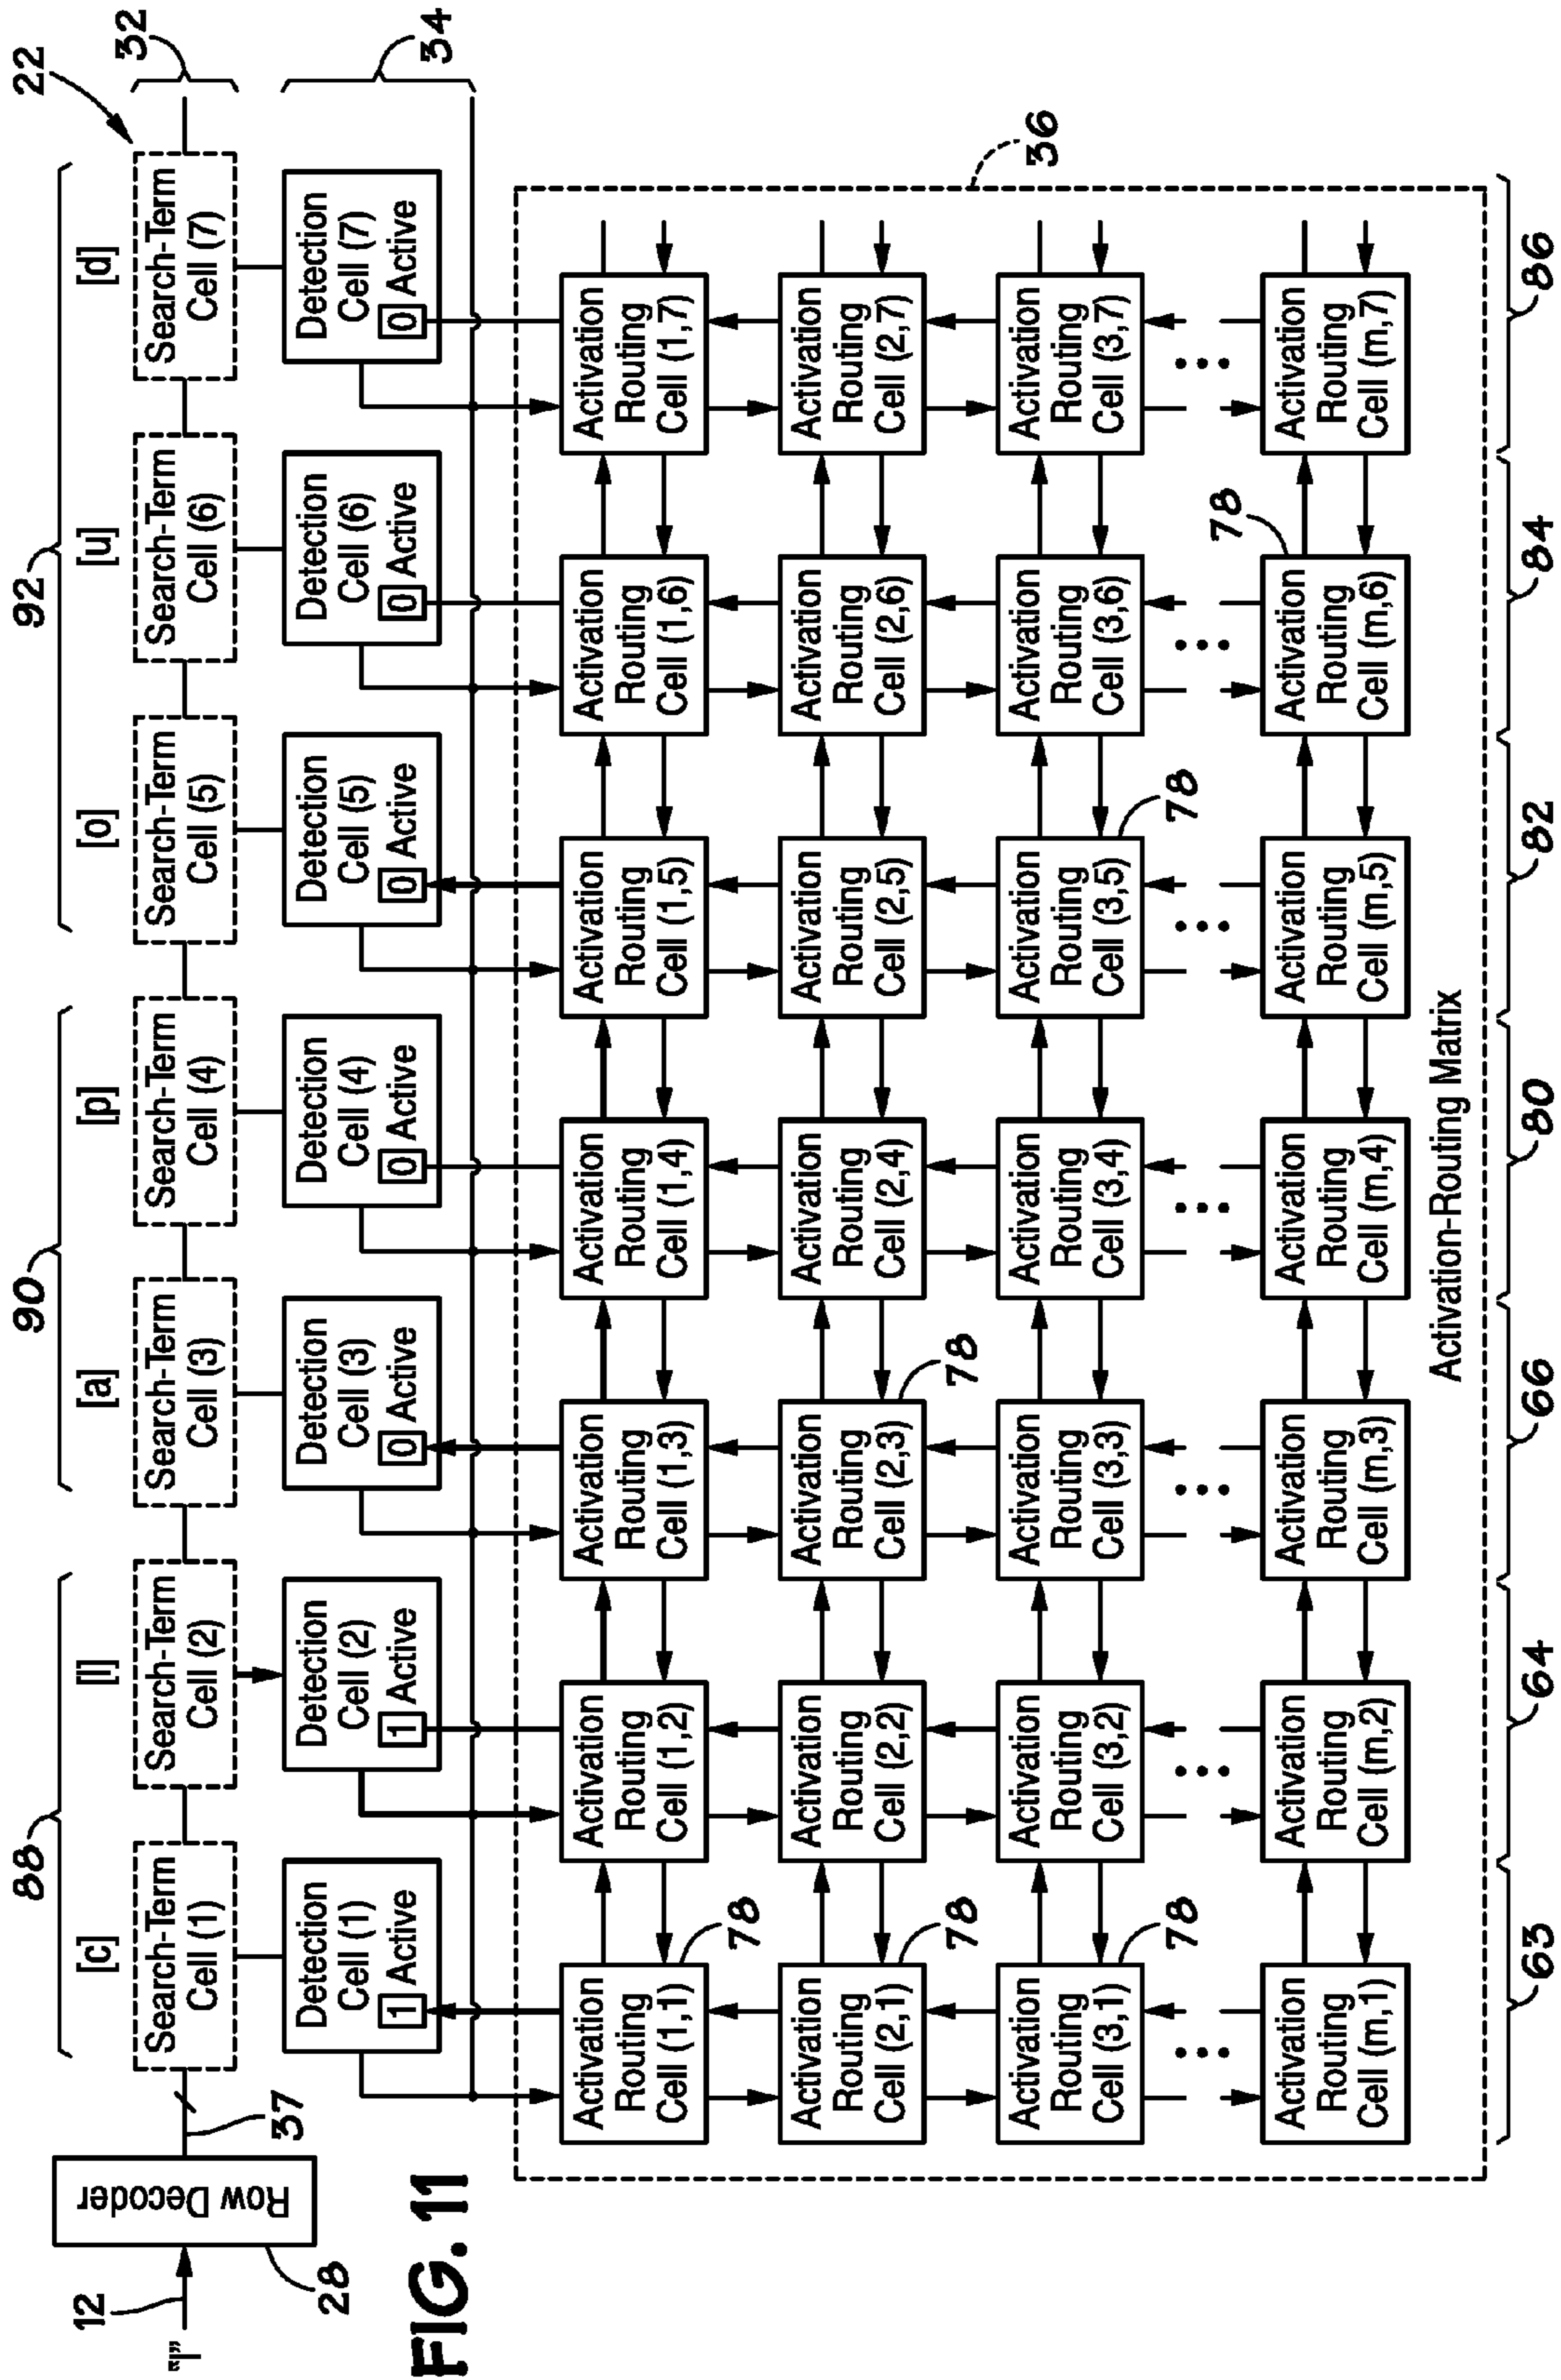 88
90
92
22
[c]
[l]
[a]
[p]
[o]
[u]
[d]
32
12
"l"
Row Decoder
28
37
Search-Term
Cell (1)
Search-Term
Cell (2)
Search-Term
Cell (3)
Search-Term
Cell (4)
Search-Term
Cell (5)
Search-Term
Cell (6)
Search-Term
Cell (7)
34
Detection
Cell (1)
1 Active
Detection
Cell (2)
1 Active
Detection
Cell (3)
0 Active
Detection
Cell (4)
0 Active
Detection
Cell (5)
0 Active
Detection
Cell (6)
0 Active
Detection
Cell (7)
0 Active
FIG. 11
36
Activation
Routing
Cell (1,1)
78
Activation
Routing
Cell (1,2)
Activation
Routing
Cell (1,3)
Activation
Routing
Cell (1,4)
Activation
Routing
Cell (1,5)
Activation
Routing
Cell (1,6)
Activation
Routing
Cell (1,7)
Activation
Routing
Cell (2,1)
78
Activation
Routing
Cell (2,2)
Activation
Routing
Cell (2,3)
78
Activation
Routing
Cell (2,4)
Activation
Routing
Cell (2,5)
Activation
Routing
Cell (2,6)
Activation
Routing
Cell (2,7)
Activation
Routing
Cell (3,1)
78
Activation
Routing
Cell (3,2)
Activation
Routing
Cell (3,3)
Activation
Routing
Cell (3,4)
Activation
Routing
Cell (3,5)
78
Activation
Routing
Cell (3,6)
Activation
Routing
Cell (3,7)
Activation
Routing
Cell (m,1)
Activation
Routing
Cell (m,2)
Activation
Routing
Cell (m,3)
Activation
Routing
Cell (m,4)
Activation
Routing
Cell (m,5)
Activation
Routing
Cell (m,6)
78
Activation
Routing
Cell (m,7)
Activation-Routing Matrix
63
64
66
80
82
84
86